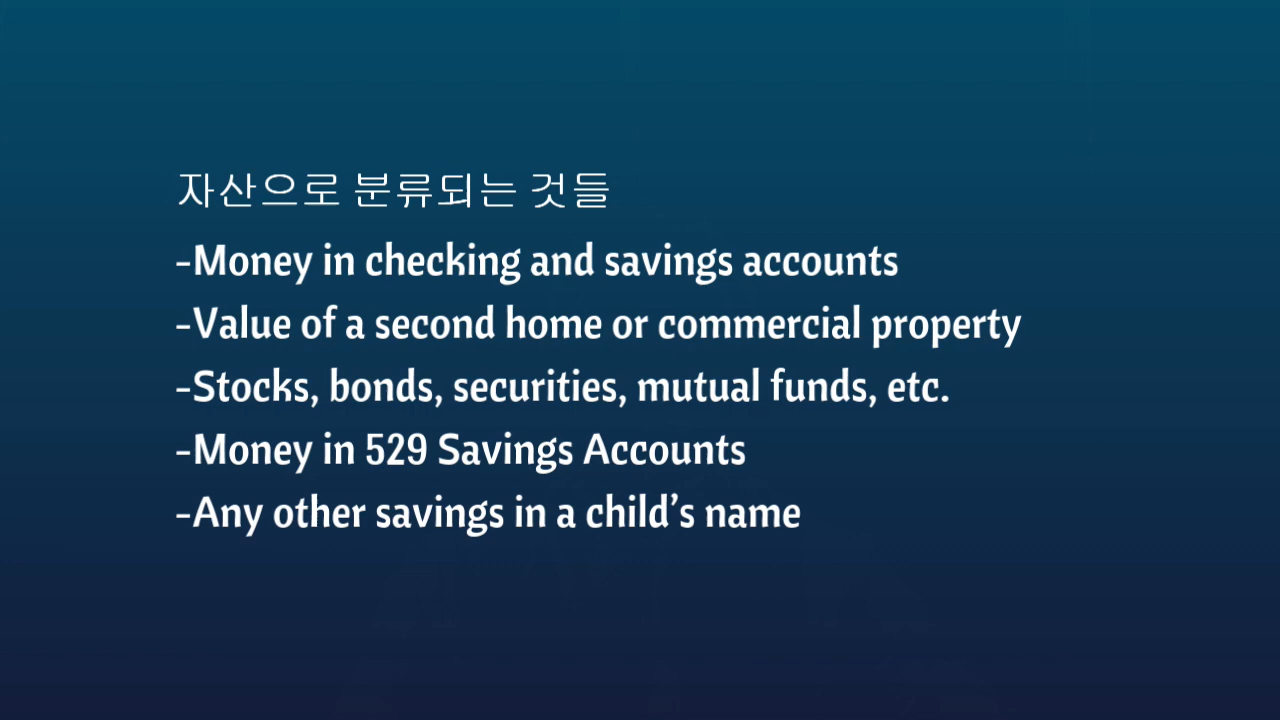 자산으로 분류되는 것들
-Money in checking and savings accounts
-Value of a second home or commercial property
-Stocks, bonds, securities, mutual funds, etc.
-Money in 529 Savings Accounts
-Any other savings in a child’s name